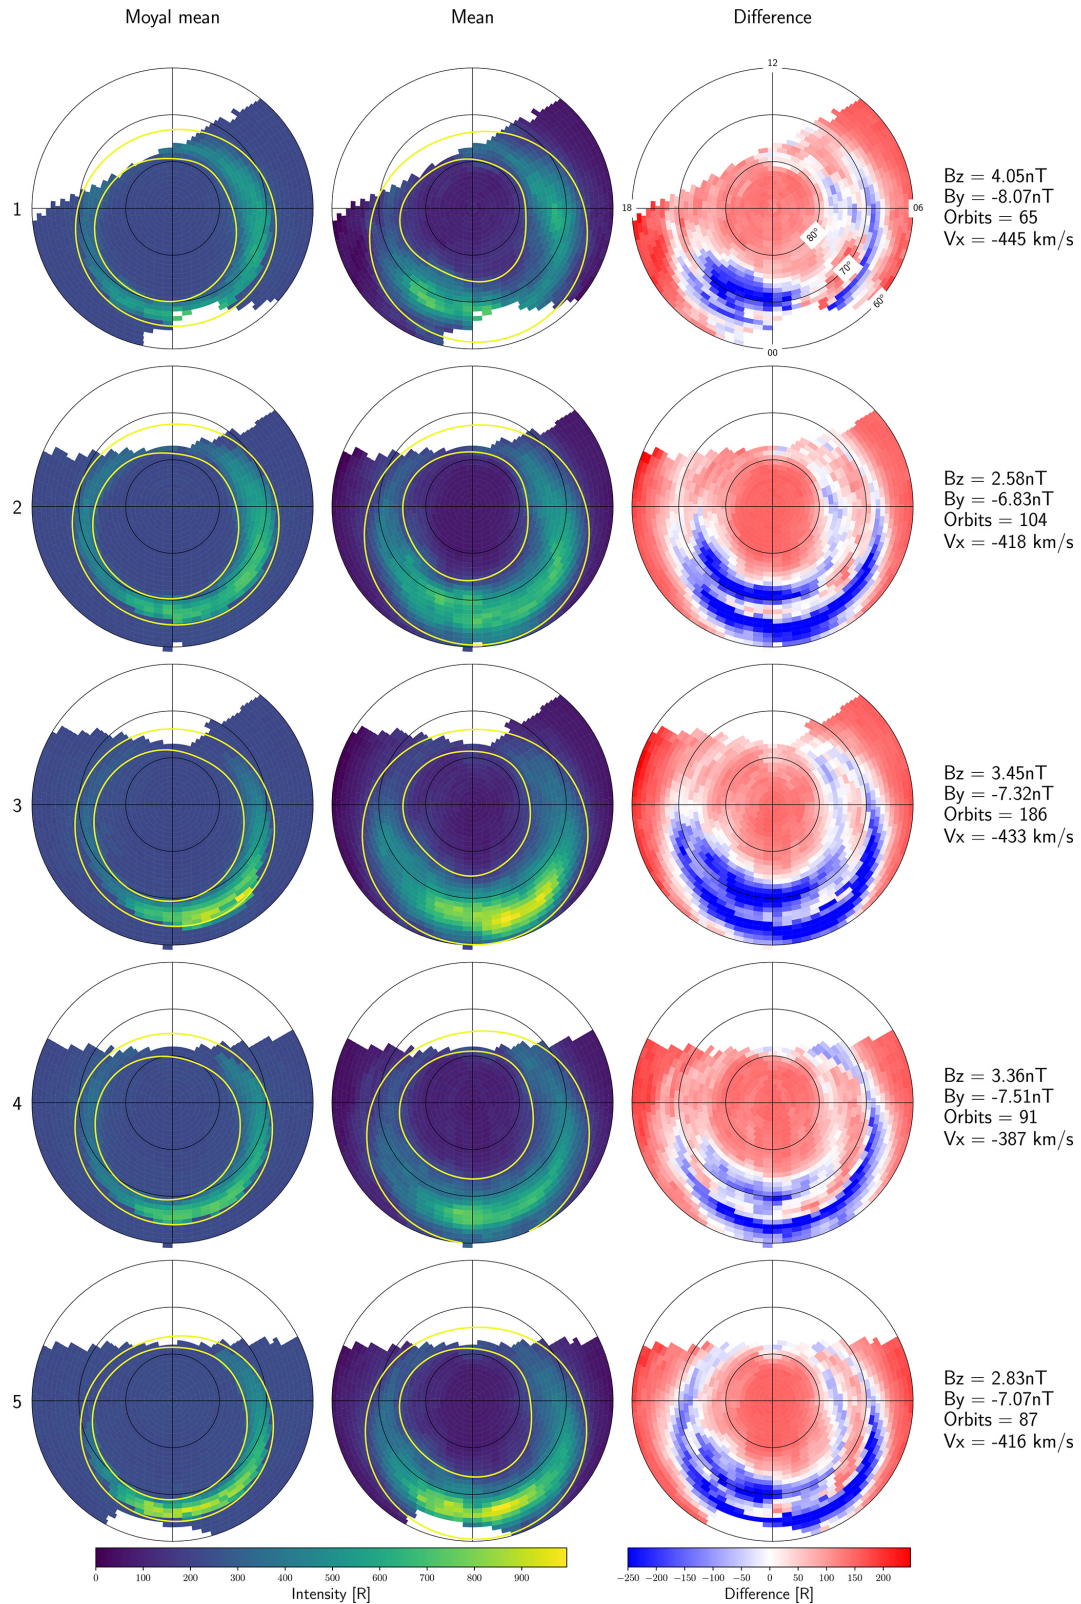 Moyal mean
Mean
Difference
12
1
18
06
80°
70°
60°
00
Bz = 4.05nT
By = -8.07nT
Orbits = 65
Vx = -445 km/s
2
Bz = 2.58nT
By = -6.83nT
Orbits = 104
Vx = -418 km/s
3
Bz = 3.45nT
By = -7.32nT
Orbits = 186
Vx = -433 km/s
4
Bz = 3.36nT
By = -7.51nT
Orbits = 91
Vx = -387 km/s
5
Bz = 2.83nT
By = -7.07nT
Orbits = 87
Vx = -416 km/s
0 100 200 300 400 500 600 700 800 900
Intensity [R]
−250 −200 −150 −100 −50 0 50 100 150 200
Difference [R]